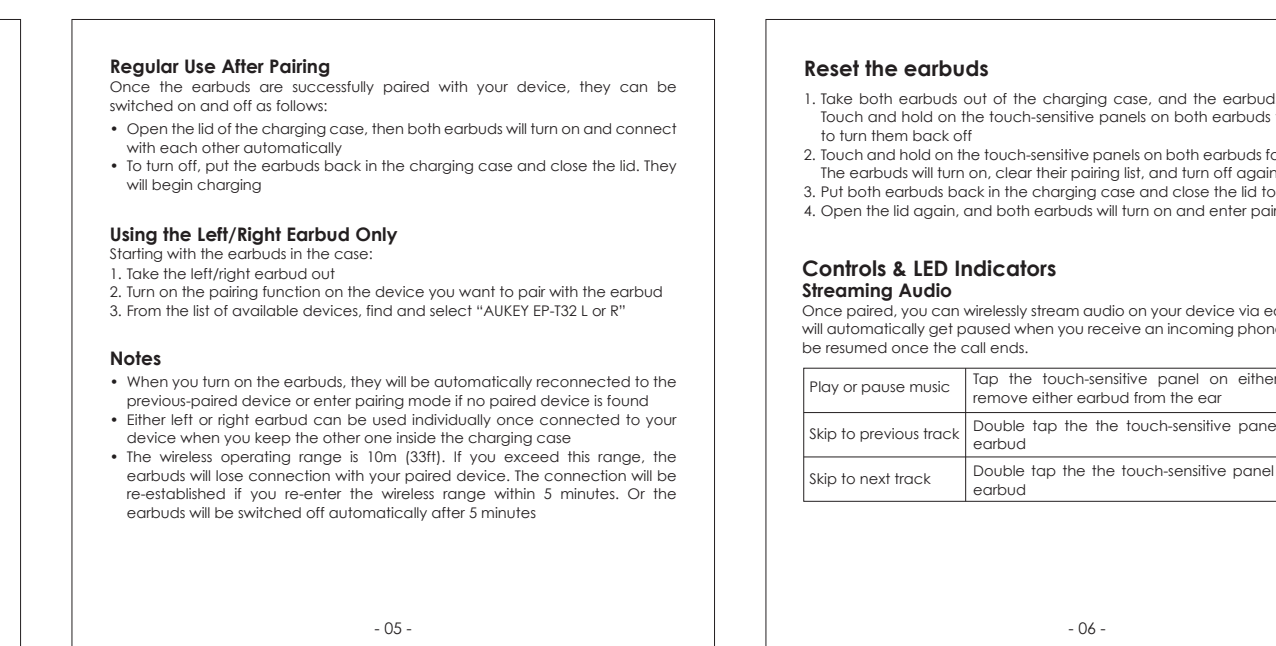 Regular Use After Pairing
Once the earbuds are successfully paired with your device, they can be
switched on and off as follows:
• Open the lid of the charging case, then both earbuds will turn on and connect
with each other automatically
• To turn off, put the earbuds back in the charging case and close the lid. They
will begin charging
Using the Left/Right Earbud Only
Starting with the earbuds in the case:
1. Take the left/right earbud out
2. Turn on the pairing function on the device you want to pair with the earbud
3. From the list of available devices, find and select “AUKEY EP-T32 L or R”
Notes
• When you turn on the earbuds, they will be automatically reconnected to the
previous-paired device or enter pairing mode if no paired device is found
• Either left or right earbud can be used individually once connected to your
device when you keep the other one inside the charging case
• The wireless operating range is 10m (33ft). If you exceed this range, the
earbuds will lose connection with your paired device. The connection will be
re-established if you re-enter the wireless range within 5 minutes. Or the
earbuds will be switched off automatically after 5 minutes
- 05 -
Reset the earbuds
1. Take both earbuds out of the charging case, and the earbud
Touch and hold on the touch-sensitive panels on both earbuds
to turn them back off
2. Touch and hold on the touch-sensitive panels on both earbuds
The earbuds will turn on, clear their pairing list, and turn off again
3. Put both earbuds back in the charging case and close the lid to
4. Open the lid again, and both earbuds will turn on and enter
Controls & LED Indicators
Streaming Audio
Once paired, you can wirelessly stream audio on your device via
will automatically get paused when you receive an incoming
be resumed once the call ends.
Play or pause music
Tap the touch-sensitive panel on either
remove either earbud from the ear
Skip to previous track
Double tap the the touch-sensitive
earbud
Skip to next track
Double tap the the touch-sensitive panel
earbud
- 06 -